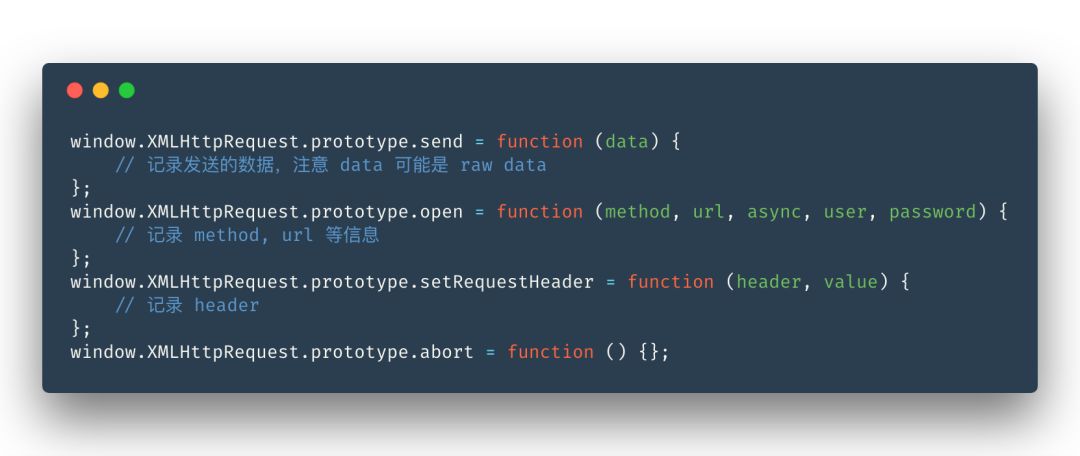 window.XMLHttpRequest.prototype.send = function (data) {
    // 记录发送的数据，注意 data 可能是 raw data
};
window.XMLHttpRequest.prototype.open = function (method, url, async, user, password) {
    // 记录 method, url 等信息
};
window.XMLHttpRequest.prototype.setRequestHeader = function (header, value) {
    // 记录 header
};
window.XMLHttpRequest.prototype.abort = function () {};